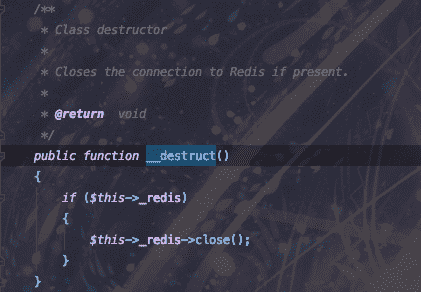 /**
* Class destructor
*
* Closes the connection to Redis if present.
*
* @return  void
*/
public function __destruct()
{
if ($this->_redis)
{
$this->_redis->close();
}
}